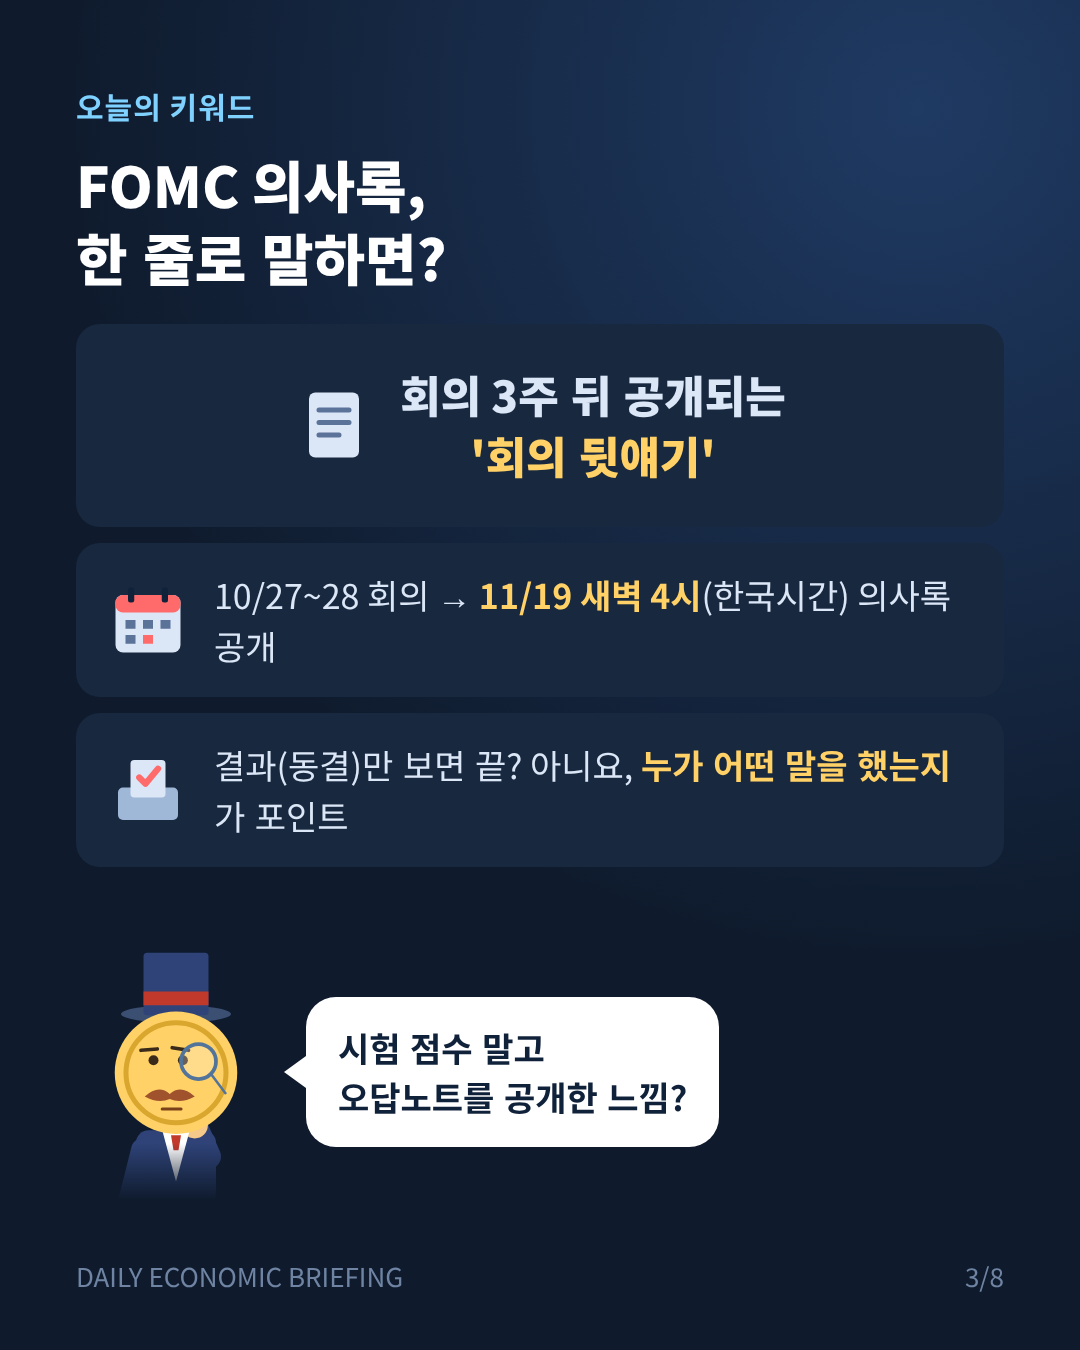 오늘의 키워드
FOMC 의사록,
한 줄로 말하면?
회의 3주 뒤 공개되는
'회의 뒷얘기'
10/27~28 회의 → 11/19 새벽 4시(한국시간) 의사록
공개
결과(동결)만 보면 끝? 아니요, 누가 어떤 말을 했는지
가 포인트
시험 점수 말고
오답노트를 공개한 느낌?
DAILY ECONOMIC BRIEFING
3/8